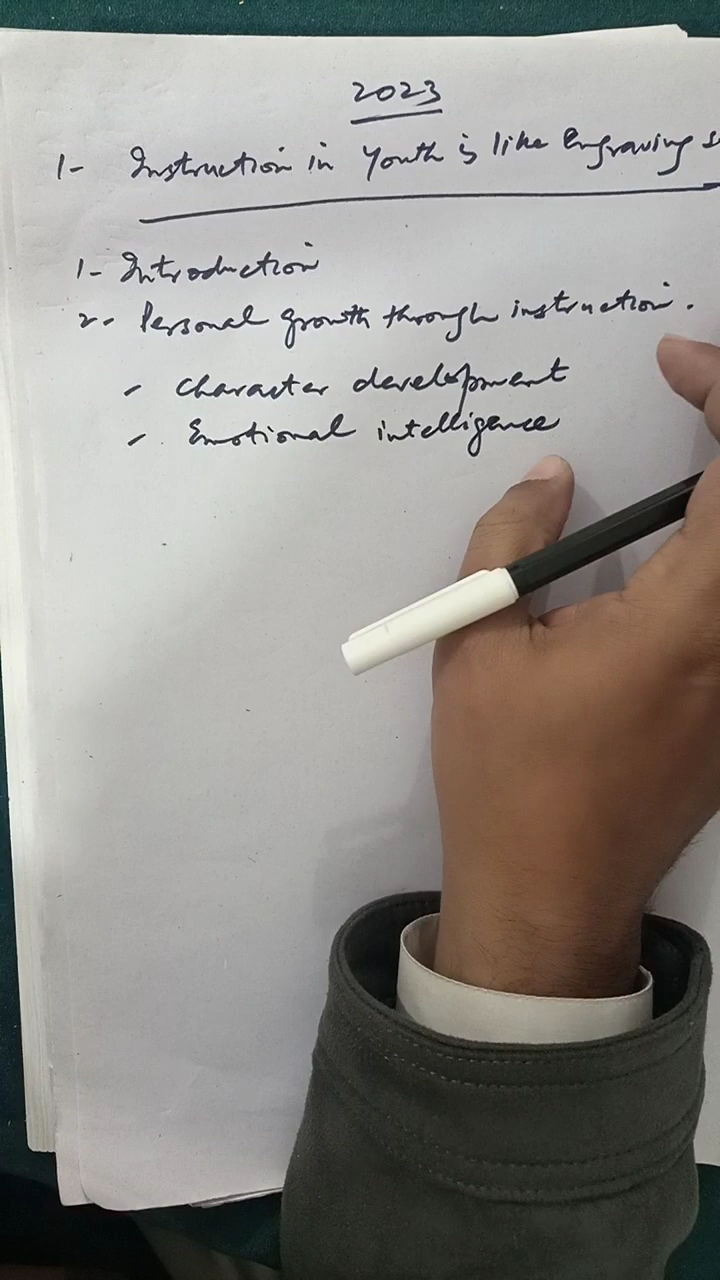 2023
1- Instruction in Youth is like Engraving
1- Introduction
2- Personal growth through instruction.
- Character development
- Emotional intelligence